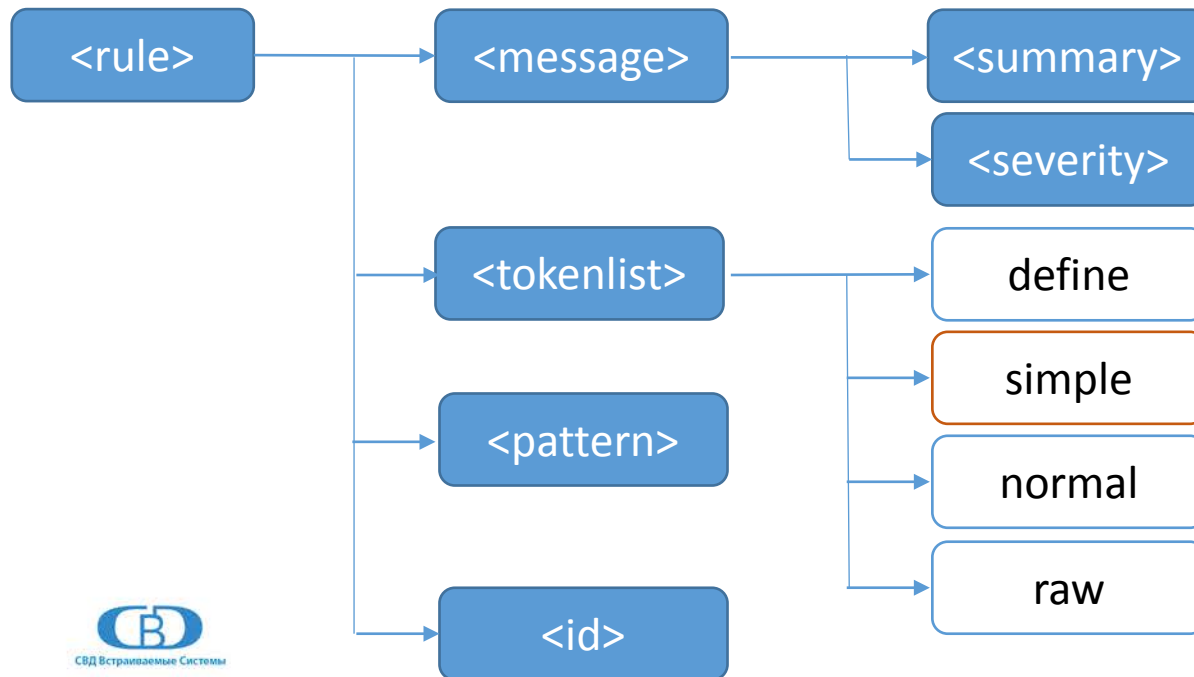 <rule>
<message>
<summary>
<severity>
<tokenlist>
define
simple
<pattern>
normal
raw
<id>
СВД Встраиваемые Системы